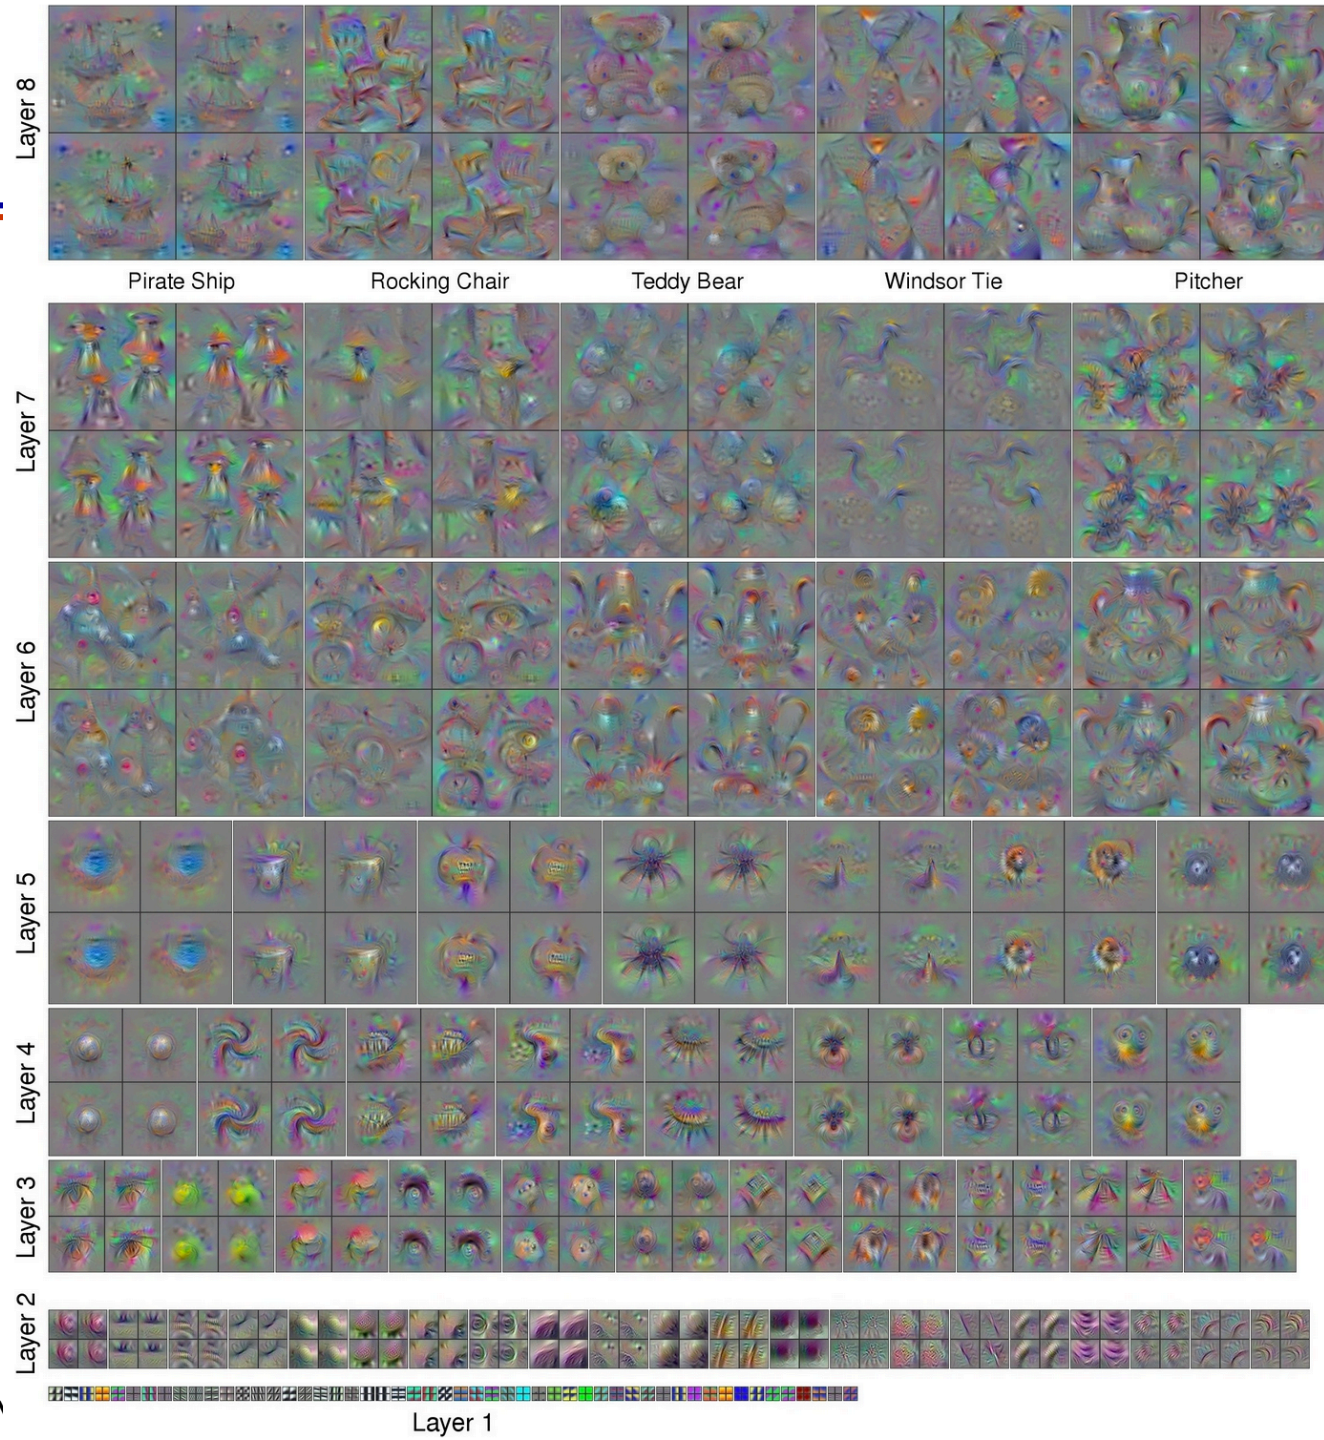 Layer 8
Pirate Ship Rocking Chair Teddy Bear Windsor Tie Pitcher
Layer 7
Layer 6
Layer 5
Layer 4
Layer 3
Layer 2
Layer 1